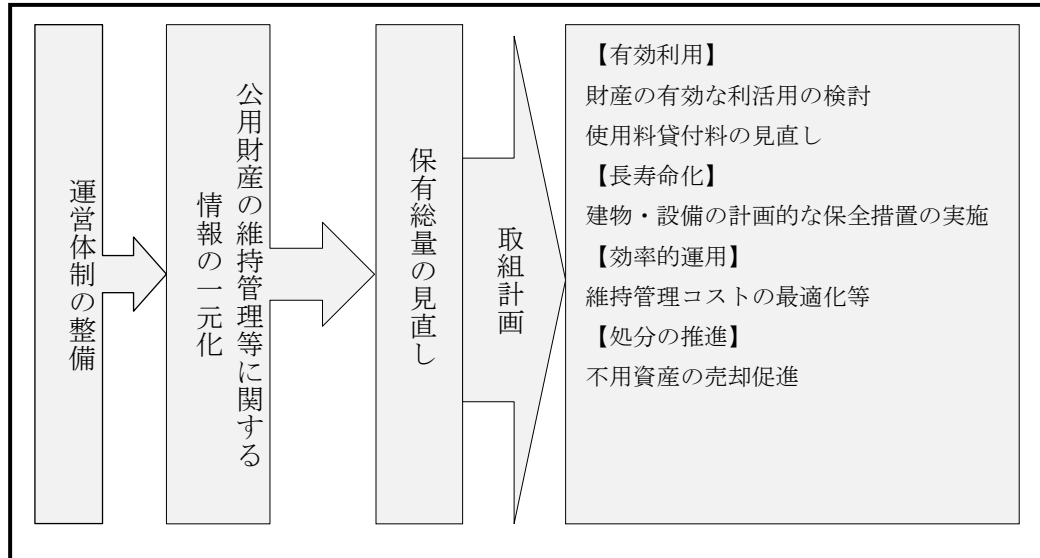 運営体制の整備
公用財産の維持管理等に関する
情報の一元化
保有総量の見直し
取組計画
【有効利用】
財産の有効な利活用の検討
使用料貸付料の見直し
【長寿命化】
建物・設備の計画的な保全措置の実施
【効率的運用】
維持管理コストの最適化等
【処分の推進】
不用資産の売却促進